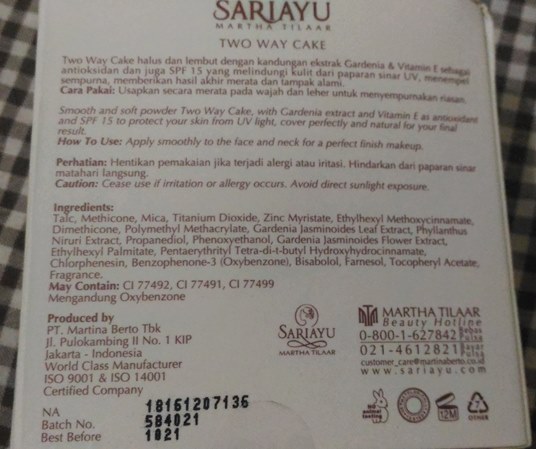 SARIAYU
MARTHA TILAAR
TWO WAY CAKE
Two Way Cake halus dan lembut dengan kandungan ekstrak Gardenia & Vitamin E sebagai
antioksidan dan juga SPF 15 yang melindungi kulit dari paparan sinar UV, menempel
sempurna, memberikan hasil akhir merata dan tampak alami.
Cara Pakai: Usapkan secara merata pada wajah dan leher untuk menyempurnakan riasan.
Smooth and soft powder Two Way Cake, with Gardenia extract and Vitamin E as antioxidant
and SPF 15 to protect your skin from UV light, cover perfectly and natural for your final
result.
How To Use: Apply smoothly to the face and neck for a perfect finish makeup.
Perhatian: Hentikan pemakaian jika terjadi alergi atau iritasi. Hindarkan dari paparan sinar
matahari langsung.
Caution: Cease use if irritation or allergy occurs. Avoid direct sunlight exposure.
Ingredients:
Talc, Methicone, Mica, Titanium Dioxide, Zinc Myristate, Ethylhexyl Methoxycinnamate,
Dimethicone, Polymethyl Methacrylate, Gardenia Jasminoides Leaf Extract, Phyllanthus
Niruri Extract, Propanediol, Phenoxyethanol, Gardenia Jasminoides Flower Extract,
Ethylhexyl Palmitate, Pentaerythrityl Tetra-di-t-butyl Hydroxyhydrocinnamate,
Chlorphenesin, Benzophenone-3 (Oxybenzone), Bisabolol, Farnesol, Tocopheryl Acetate,
Fragrance.
May Contain: CI 77492, CI 77491, CI 77499
Mengandung Oxybenzone
Produced by
PT. Martina Berto Tbk
Jl. Pulokambing II No. 1 KIP
Jakarta - Indonesia
World Class Manufacturer
ISO 9001 & ISO 14001
Certified Company
SARIAYU
MARTHA TILAAR
MARTHA TILAAR
Beauty Hotline
0-800-1-627842 Bebas Pulsa
021-4612821 Bayar Pulsa
customer_care@martinaberto.co.id
www.sariayu.com
NA 18161207136
Batch No. 584021
Best Before 1021
No animal testing
12M
7
OTHER